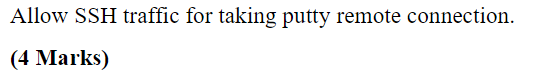 Allow SSH traffic for taking putty remote connection.
(4 Marks)